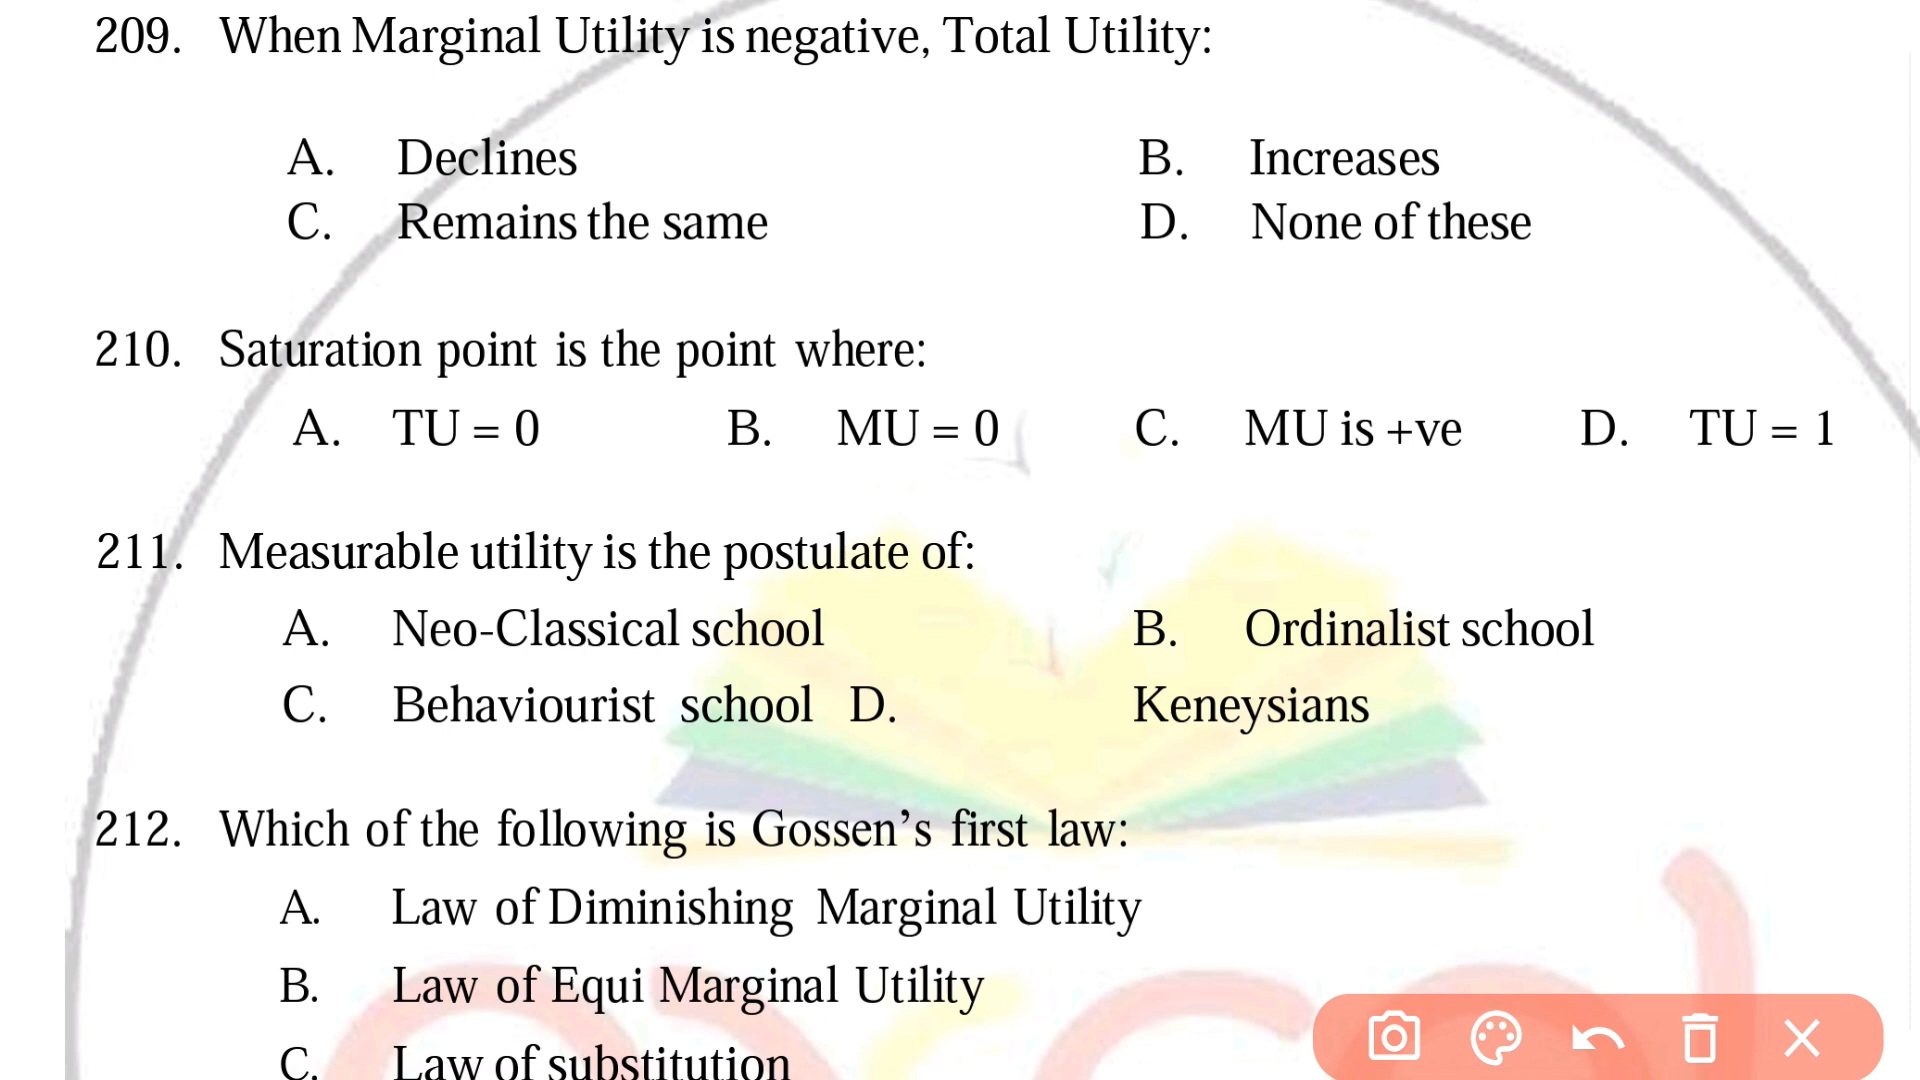 209. When Marginal Utility is negative, Total Utility:
A. Declines B. Increases
C. Remains the same D. None of these
210. Saturation point is the point where:
A. TU = 0 B. MU = 0 C. MU is +ve D. TU = 1
211. Measurable utility is the postulate of:
A. Neo-Classical school B. Ordinalist school
C. Behaviourist school D. Keneysians
212. Which of the following is Gossen’s first law:
A. Law of Diminishing Marginal Utility
B. Law of Equi Marginal Utility
C. Law of substitution